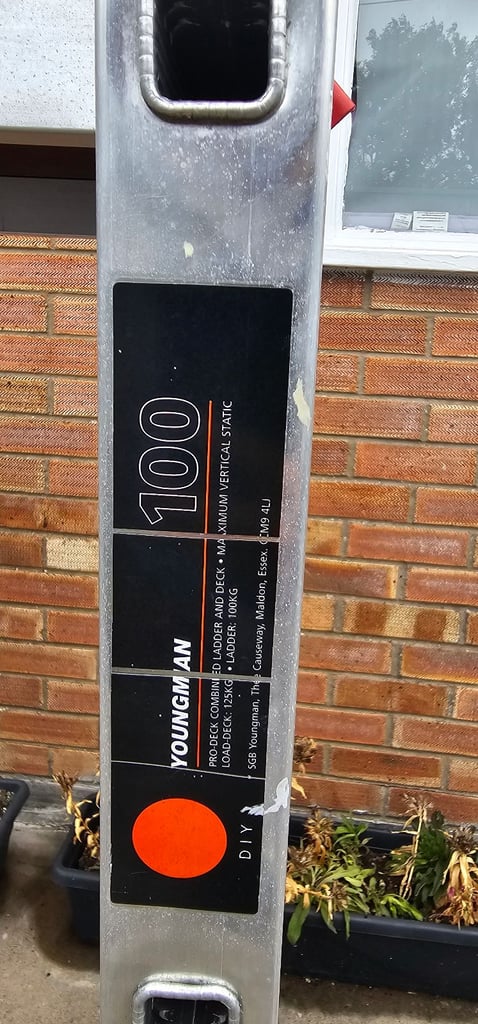 YOUNGMAN 100
PRO-DECK COMBINED LADDER AND DECK • MAXIMUM VERTICAL STATIC
LOAD-DECK: 125KG • LADDER: 100KG
SGB Youngman, The Causeway, Maldon, Essex. CM9 4LJ
DIY